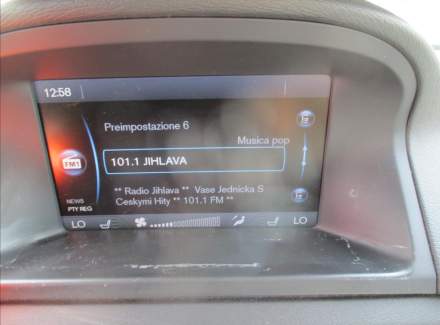 12:58
Preimpostazione 6
Musica pop
101.1 JIHLAVA
FM1
** Radio Jihlava ** Vase Jednicka S
Ceskymi Hity ** 101.1 FM **
NEWS
PTY REG
LO
LO